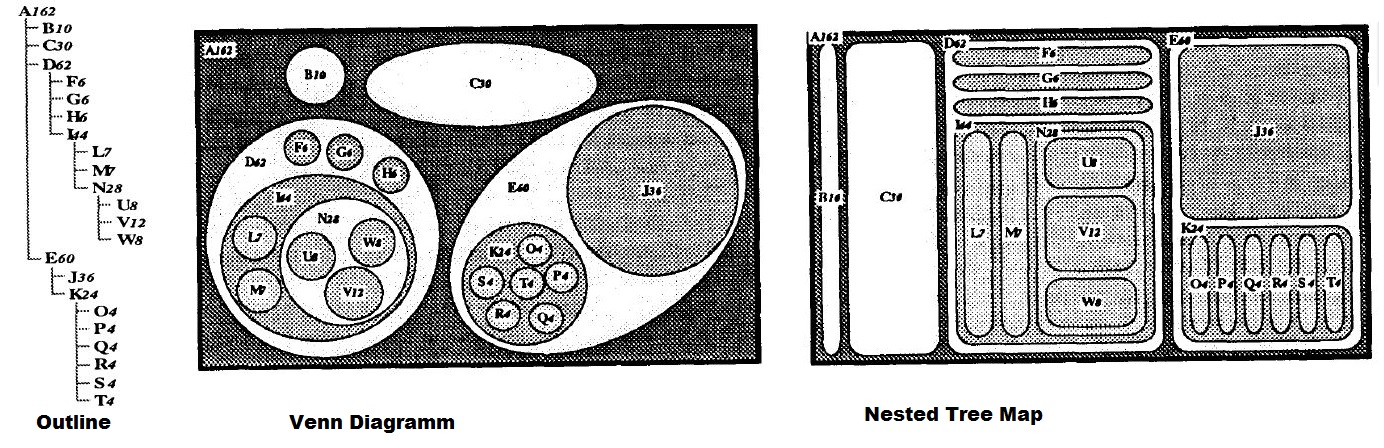 A162
B10
C30
D62
F6
G6
H6
I44
L7
M7
N28
U8
V12
W8
E60
J36
K24
O4
P4
Q4
R4
S4
T4
Outline
A162
B10
C30
D62
F6
G6
H6
I44
L7
N28
U8
W8
M7
V12
E60
J36
K24
O4
S4
T4
P4
R4
Q4
Venn Diagramm
A162
B10
C30
D62
F6
G6
H6
I44
N28
L7
M7
U8
V12
W8
E60
J36
K24
O4 P4 Q4 R4 S4 T4
Nested Tree Map